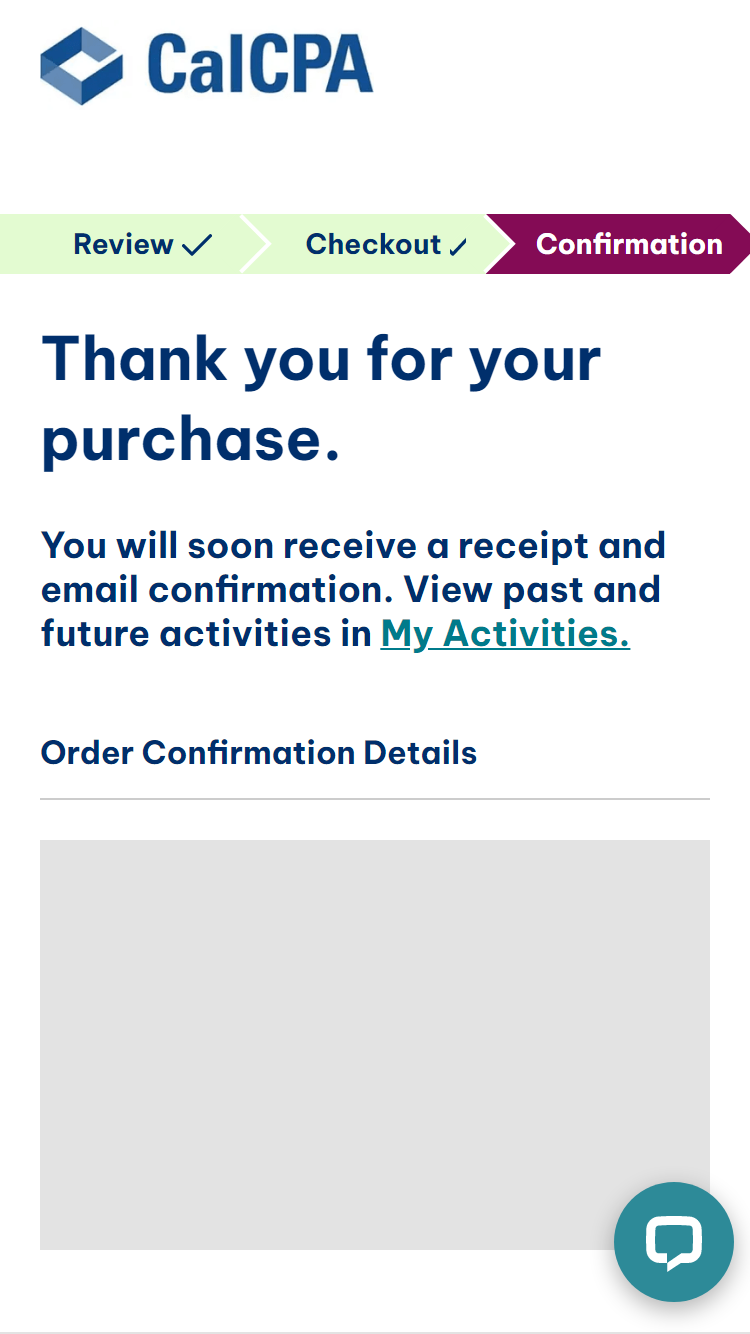 CalCPA
Review
Checkout
Confirmation
Thank you for your
purchase.
You will soon receive a receipt and
email confirmation. View past and
future activities in My Activities.
Order Confirmation Details